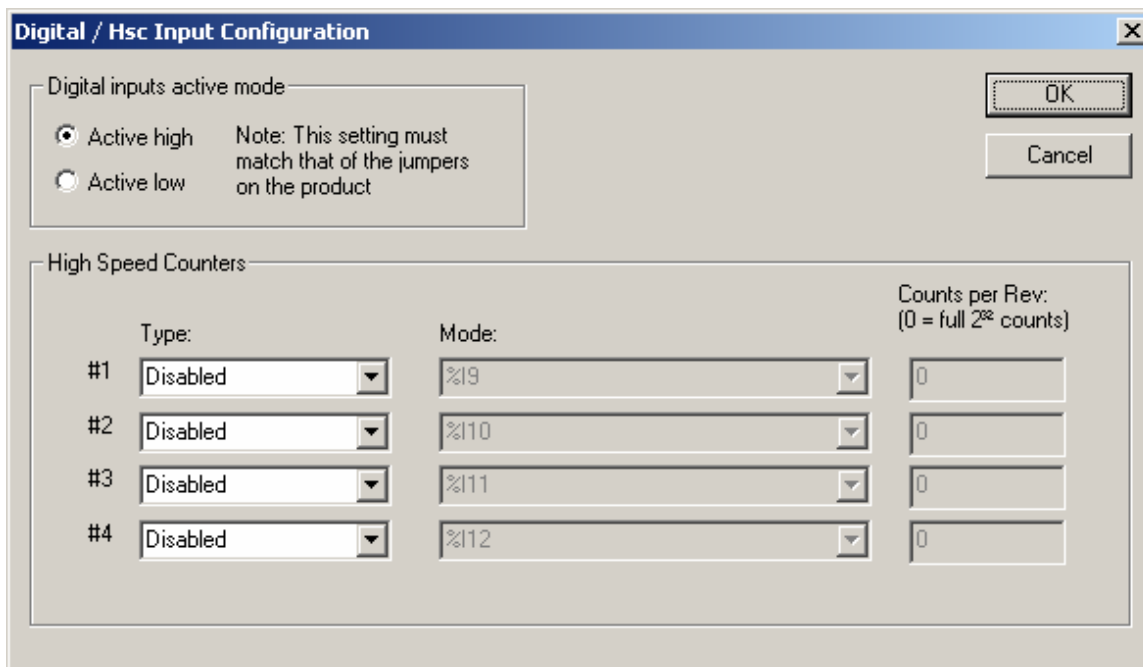 Digital / Hsc Input Configuration
Digital inputs active mode
Active high
Active low
Note: This setting must
match that of the jumpers
on the product
OK
Cancel
High Speed Counters
Type:
Mode:
Counts per Rev:
(0 = full 2³² counts)
#1 Disabled %I9 0
#2 Disabled %I10 0
#3 Disabled %I11 0
#4 Disabled %I12 0